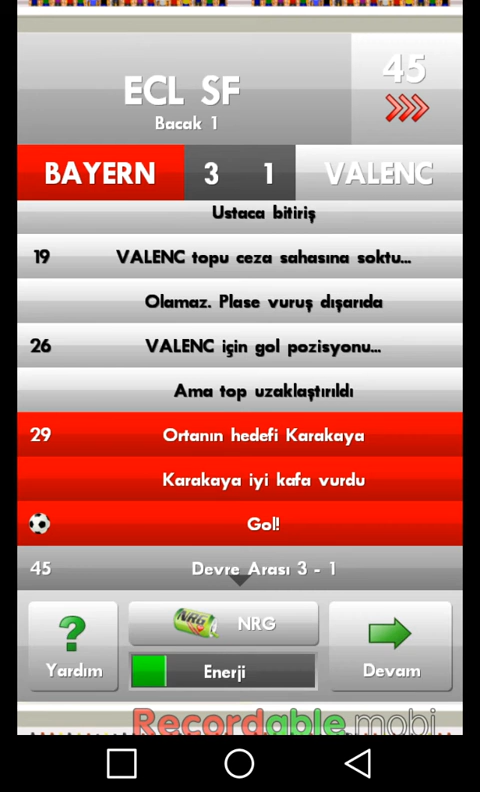 ECL SF
45
Bacak 1
BAYERN 3 1 VALENC
Ustaca bitiriş
19 VALENC topu ceza sahasına soktu...
Olamaz. Plase vuruş dışarıda
26 VALENC için gol pozisyonu...
Ama top uzaklaştırıldı
29 Ortanın hedefi Karakaya
Karakaya iyi kafa vurdu
Gol!
45 Devre Arası 3 - 1
NRG NRG
Yardım
Enerji
Devam
Recordable.mobi